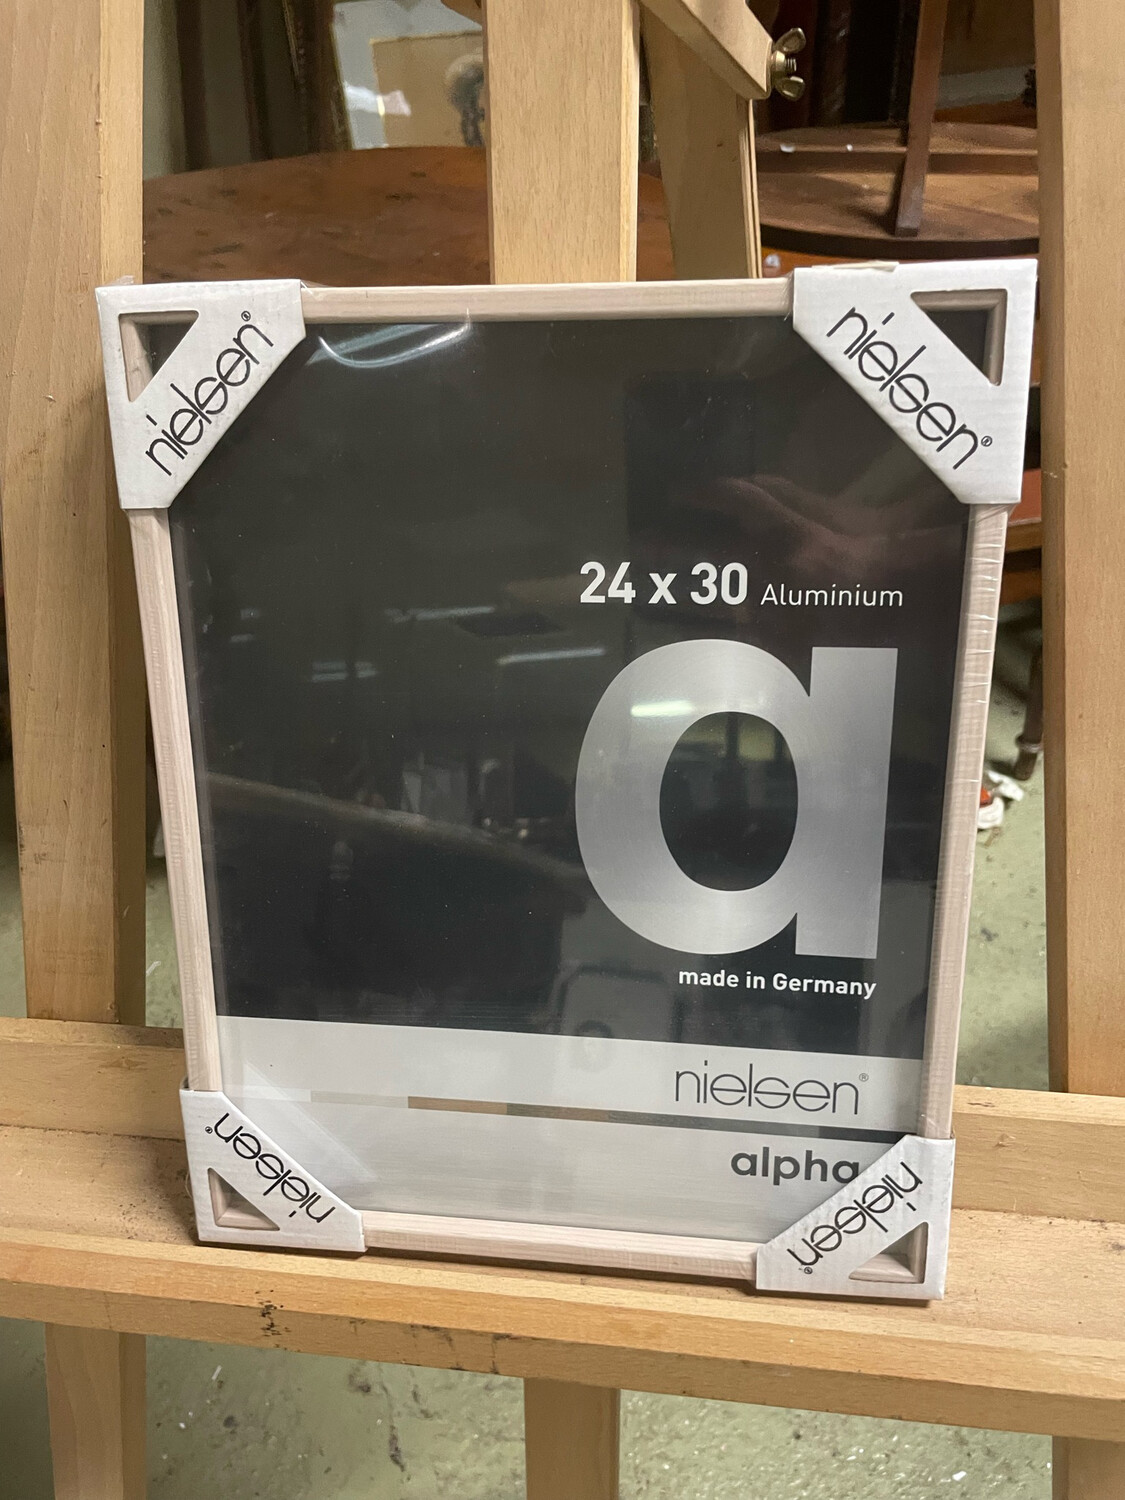 nielsen®
nielsen®
24 x 30 Aluminium
a
made in Germany
nielsen®
alpha
nielsen®
nielsen®